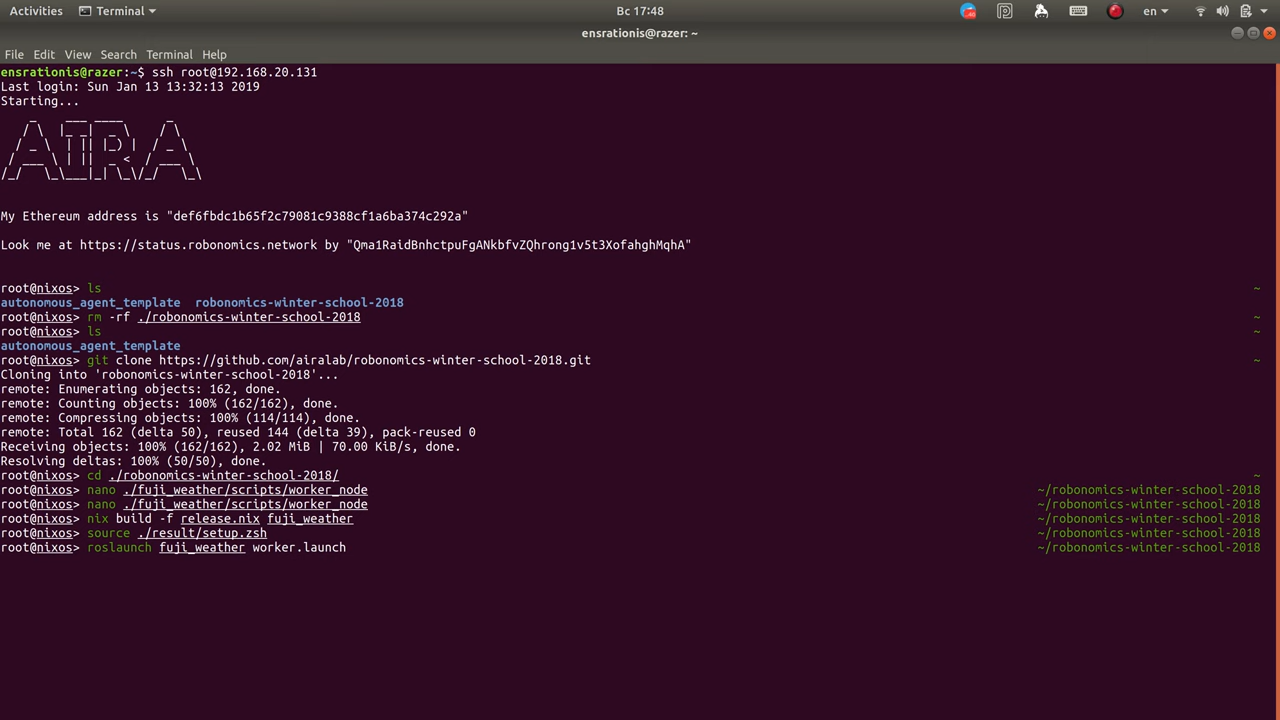 Activities Terminal Вс 17:48 en
ensrationis@razer: ~
File Edit View Search Terminal Help
ensrationis@razer:~$ ssh root@192.168.20.131
Last login: Sun Jan 13 13:32:13 2019
Starting...
AIRA
My Ethereum address is "def6fbdc1b65f2c79081c9388cf1a6ba374c292a"
Look me at https://status.robonomics.network by "Qma1RaidBnhctpuFgANkbfvZQhrong1v5t3XofahghMqhA"
root@nixos> ls ~
autonomous_agent_template robonomics-winter-school-2018
root@nixos> rm -rf ./robonomics-winter-school-2018 ~
root@nixos> ls ~
autonomous_agent_template
root@nixos> git clone https://github.com/airalab/robonomics-winter-school-2018.git ~
Cloning into 'robonomics-winter-school-2018'...
remote: Enumerating objects: 162, done.
remote: Counting objects: 100% (162/162), done.
remote: Compressing objects: 100% (114/114), done.
remote: Total 162 (delta 50), reused 144 (delta 39), pack-reused 0
Receiving objects: 100% (162/162), 2.02 MiB | 70.00 KiB/s, done.
Resolving deltas: 100% (50/50), done.
root@nixos> cd ./robonomics-winter-school-2018/ ~
root@nixos> nano ./fuji_weather/scripts/worker_node ~/robonomics-winter-school-2018
root@nixos> nano ./fuji_weather/scripts/worker_node ~/robonomics-winter-school-2018
root@nixos> nix build -f release.nix fuji_weather ~/robonomics-winter-school-2018
root@nixos> source ./result/setup.zsh ~/robonomics-winter-school-2018
root@nixos> roslaunch fuji_weather worker.launch ~/robonomics-winter-school-2018